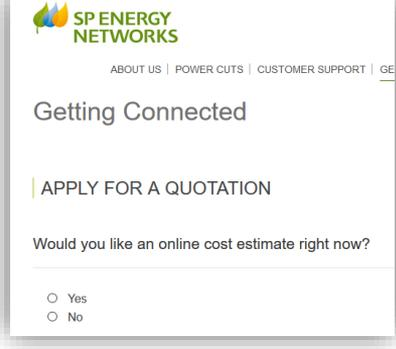 SP ENERGY
NETWORKS
ABOUT US | POWER CUTS | CUSTOMER SUPPORT | GE
Getting Connected
APPLY FOR A QUOTATION
Would you like an online cost estimate right now?
Yes
No